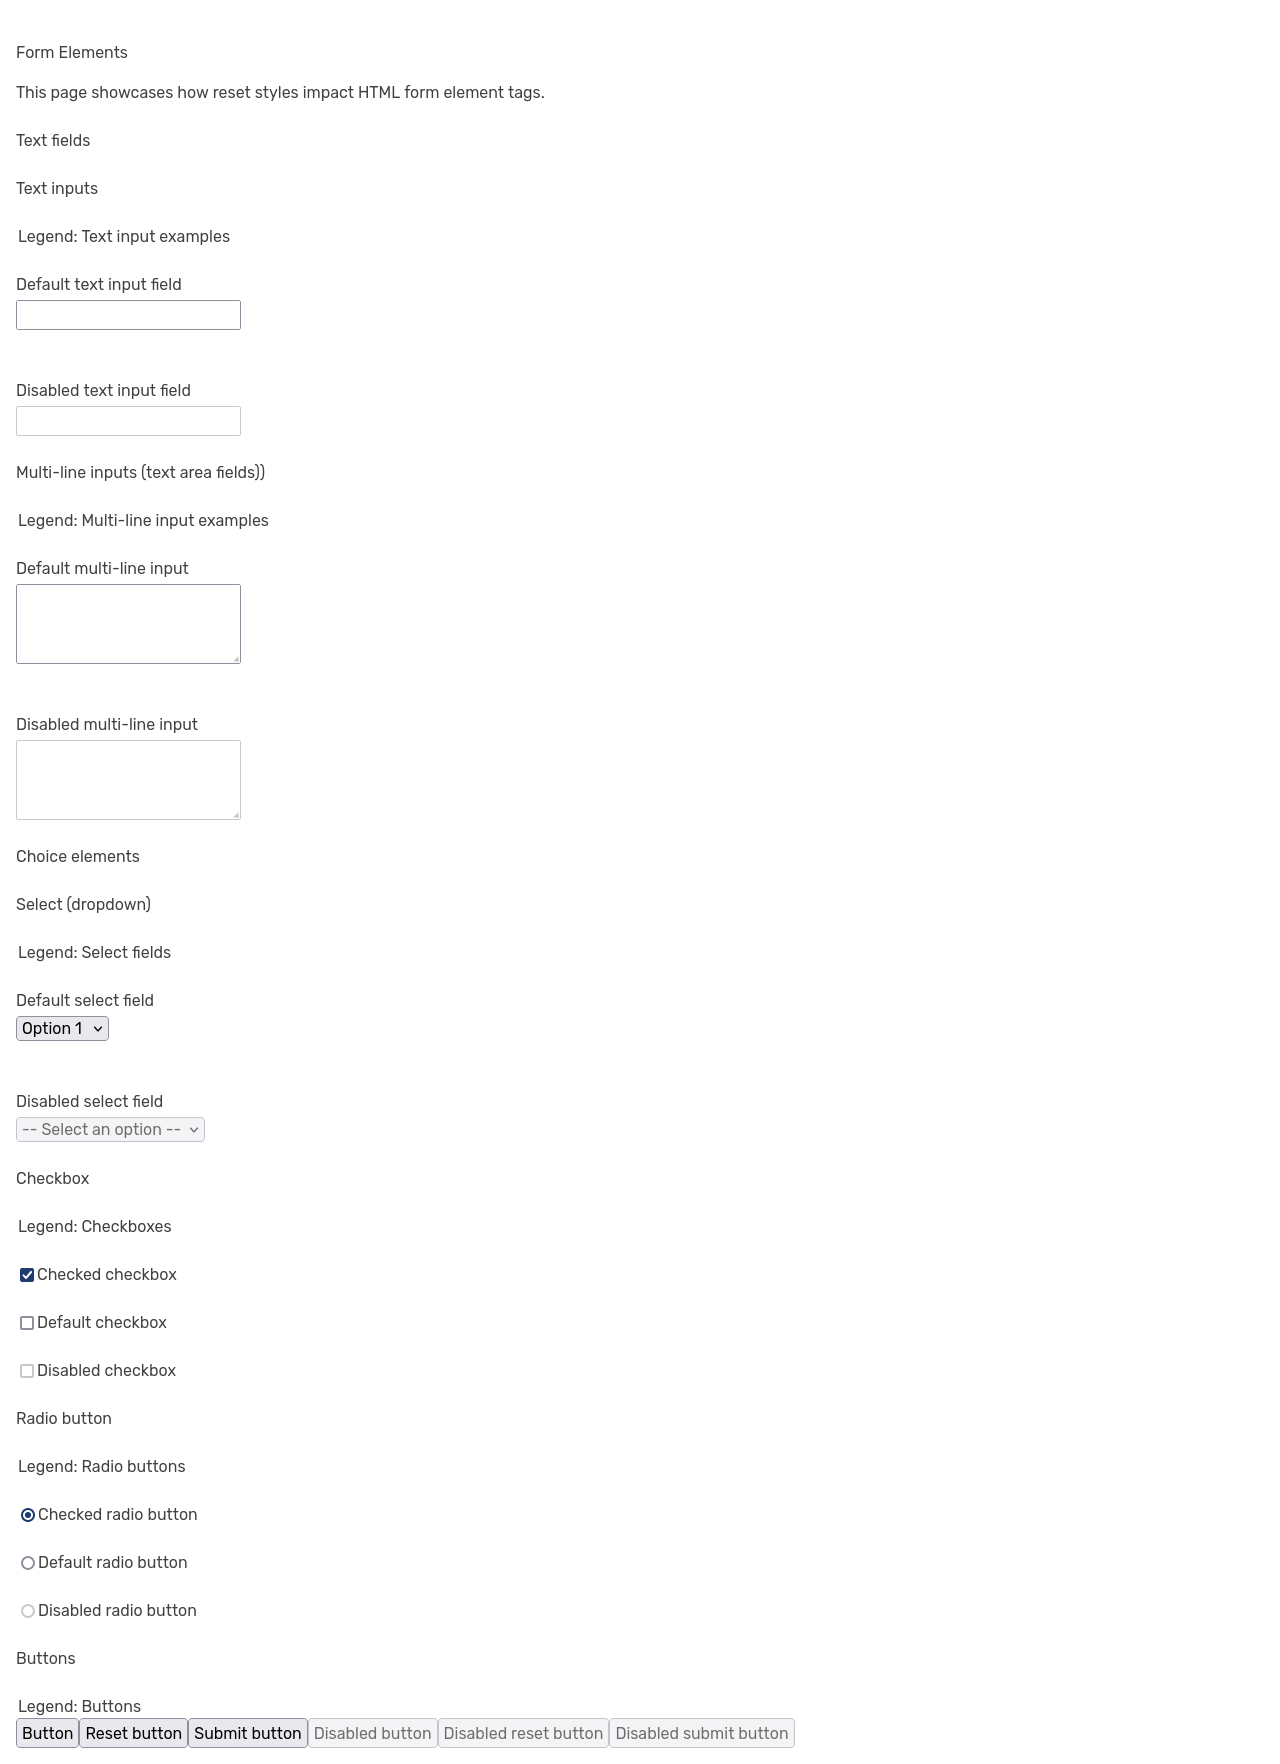 Form Elements
This page showcases how reset styles impact HTML form element tags.
Text fields
Text inputs
Legend: Text input examples
Default text input field
Disabled text input field
Multi-line inputs (text area fields))
Legend: Multi-line input examples
Default multi-line input
Disabled multi-line input
Choice elements
Select (dropdown)
Legend: Select fields
Default select field
Option 1
Disabled select field
-- Select an option --
Checkbox
Legend: Checkboxes
Checked checkbox
Default checkbox
Disabled checkbox
Radio button
Legend: Radio buttons
Checked radio button
Default radio button
Disabled radio button
Buttons
Legend: Buttons
Button Reset button Submit button Disabled button Disabled reset button Disabled submit button